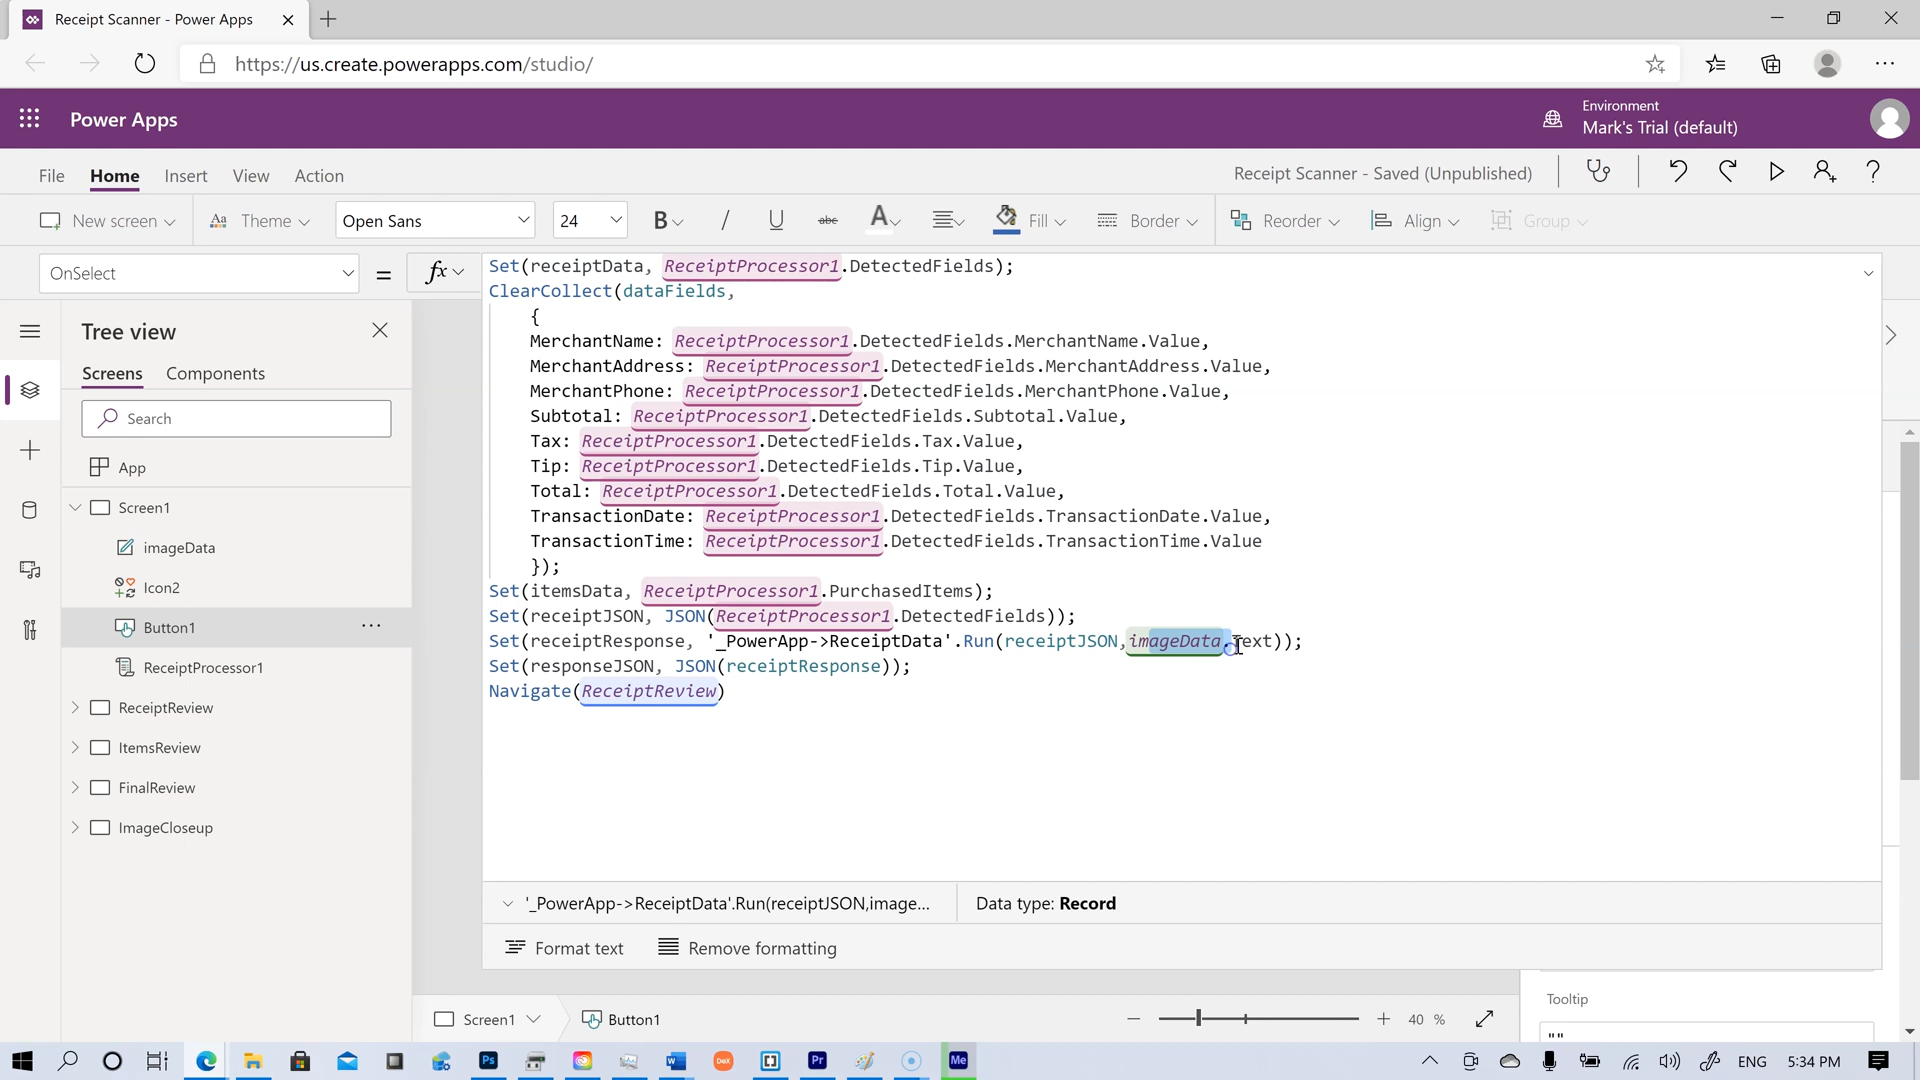 Receipt Scanner - Power Apps
https://us.create.powerapps.com/studio/
Power Apps
Environment
Mark's Trial (default)
File Home Insert View Action
Receipt Scanner - Saved (Unpublished)
New screen Theme Open Sans 24 B / U abc A Fill Border Reorder Align Group
OnSelect = fx
Set(receiptData, ReceiptProcessor1.DetectedFields);
ClearCollect(dataFields,
{
MerchantName: ReceiptProcessor1.DetectedFields.MerchantName.Value,
MerchantAddress: ReceiptProcessor1.DetectedFields.MerchantAddress.Value,
MerchantPhone: ReceiptProcessor1.DetectedFields.MerchantPhone.Value,
Subtotal: ReceiptProcessor1.DetectedFields.Subtotal.Value,
Tax: ReceiptProcessor1.DetectedFields.Tax.Value,
Tip: ReceiptProcessor1.DetectedFields.Tip.Value,
Total: ReceiptProcessor1.DetectedFields.Total.Value,
TransactionDate: ReceiptProcessor1.DetectedFields.TransactionDate.Value,
TransactionTime: ReceiptProcessor1.DetectedFields.TransactionTime.Value
});
Set(itemsData, ReceiptProcessor1.PurchasedItems);
Set(receiptJSON, JSON(ReceiptProcessor1.DetectedFields));
Set(receiptResponse, '_PowerApp->ReceiptData'.Run(receiptJSON,imageData.Text));
Set(responseJSON, JSON(receiptResponse));
Navigate(ReceiptReview)
Tree view
Screens Components
Search
App
Screen1
imageData
Icon2
Button1
ReceiptProcessor1
ReceiptReview
ItemsReview
FinalReview
ImageCloseup
'_PowerApp->ReceiptData'.Run(receiptJSON,image...
Data type: Record
Format text Remove formatting
Tooltip
""
Screen1 Button1
40 %
Ps W DeX Pr Me
ENG 5:34 PM